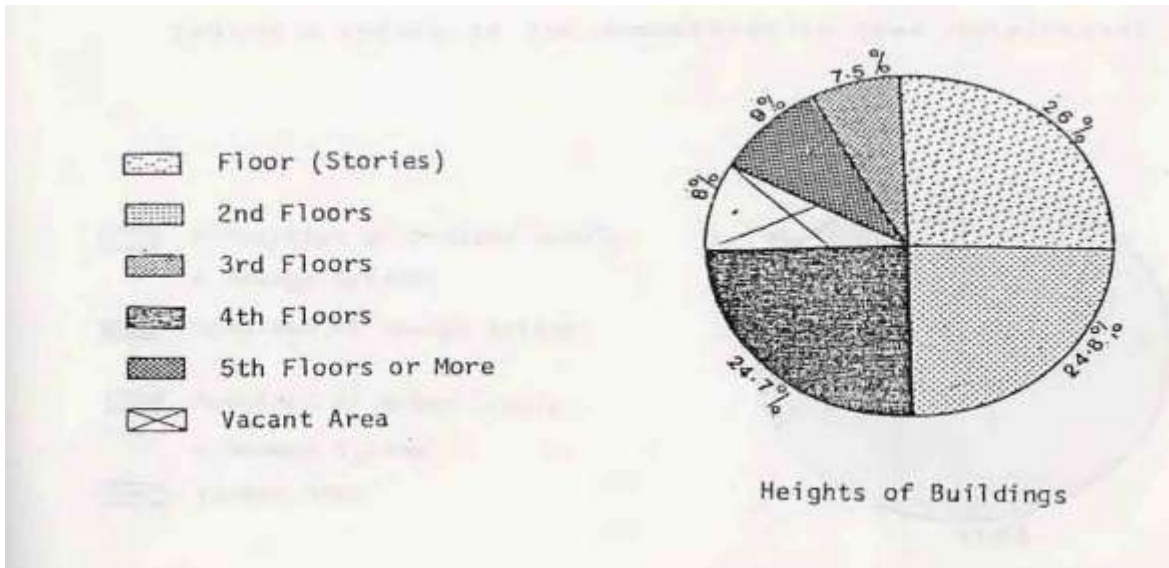 Floor (Stories)
2nd Floors
3rd Floors
4th Floors
5th Floors or More
Vacant Area
7.5%
9%
8%
26%
24.7%
24.8%
Heights of Buildings